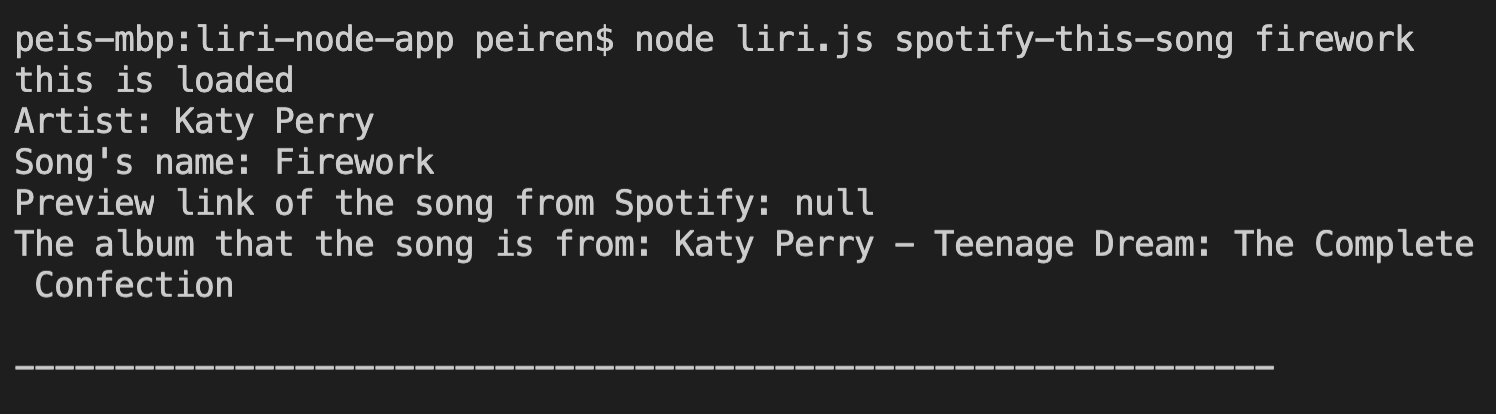 peis-mbp:liri-node-app peiren$ node liri.js spotify-this-song firework
this is loaded
Artist: Katy Perry
Song's name: Firework
Preview link of the song from Spotify: null
The album that the song is from: Katy Perry - Teenage Dream: The Complete
 Confection
---------------------------------------------------------------